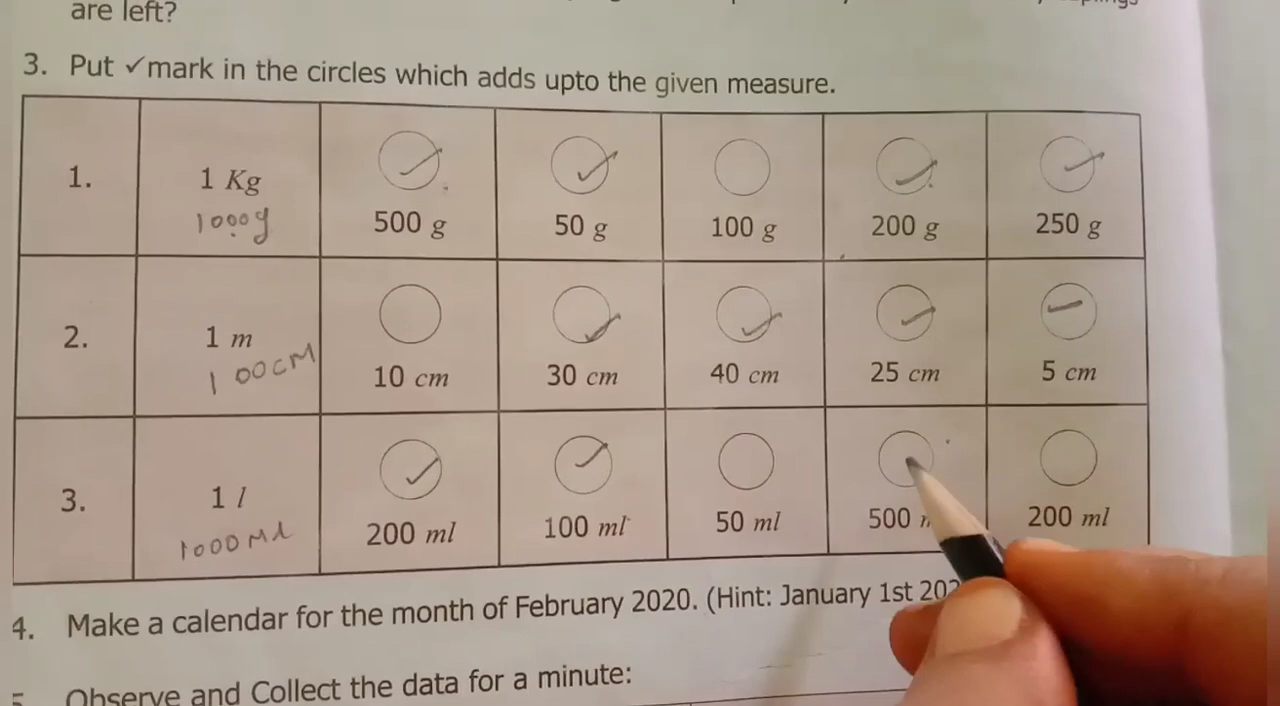 are left?
3. Put ✓mark in the circles which adds upto the given measure.
1. 1 Kg
1000g
500 g 50 g 100 g 200 g 250 g
2. 1 m
100CM
10 cm 30 cm 40 cm 25 cm 5 cm
3. 1 l
1000Ml
200 ml 100 ml 50 ml 500 200 ml
4. Make a calendar for the month of February 2020. (Hint: January 1st
Observe and Collect the data for a minute: